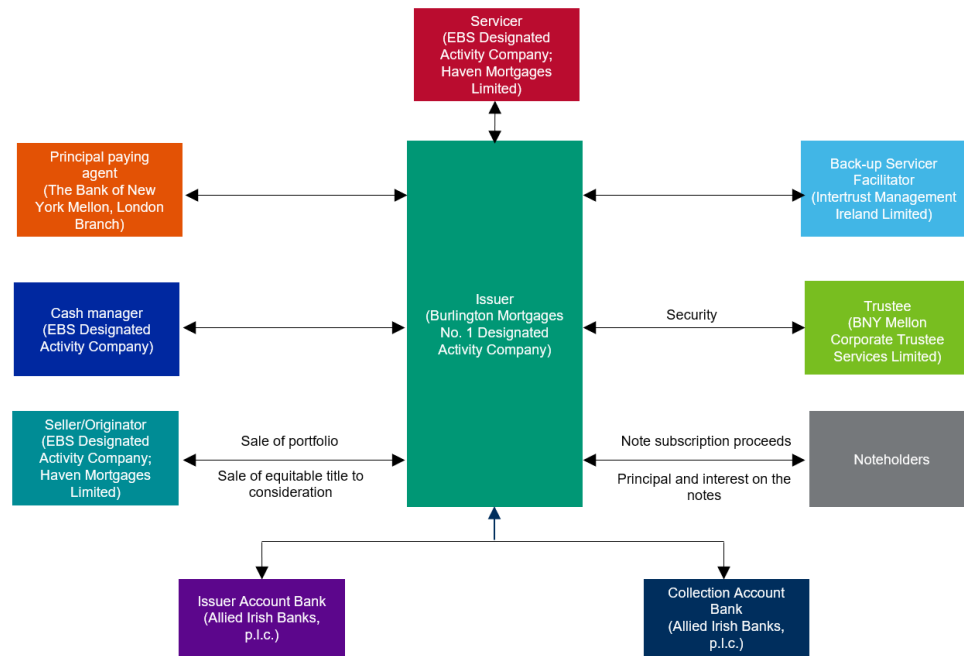 Servicer
(EBS Designated
Activity Company;
Haven Mortgages
Limited)
Principal paying
agent
(The Bank of New
York Mellon, London
Branch)
Back-up Servicer
Facilitator
(Intertrust Management
Ireland Limited)
Cash manager
(EBS Designated
Activity Company)
Issuer
(Burlington Mortgages
No. 1 Designated
Activity Company)
Security
Trustee
(BNY Mellon
Corporate Trustee
Services Limited)
Seller/Originator
(EBS Designated
Activity Company;
Haven Mortgages
Limited)
Sale of portfolio
Sale of equitable title to
consideration
Note subscription proceeds
Principal and interest on the
notes
Noteholders
Issuer Account Bank
(Allied Irish Banks,
p.l.c.)
Collection Account
Bank
(Allied Irish Banks,
p.l.c.)